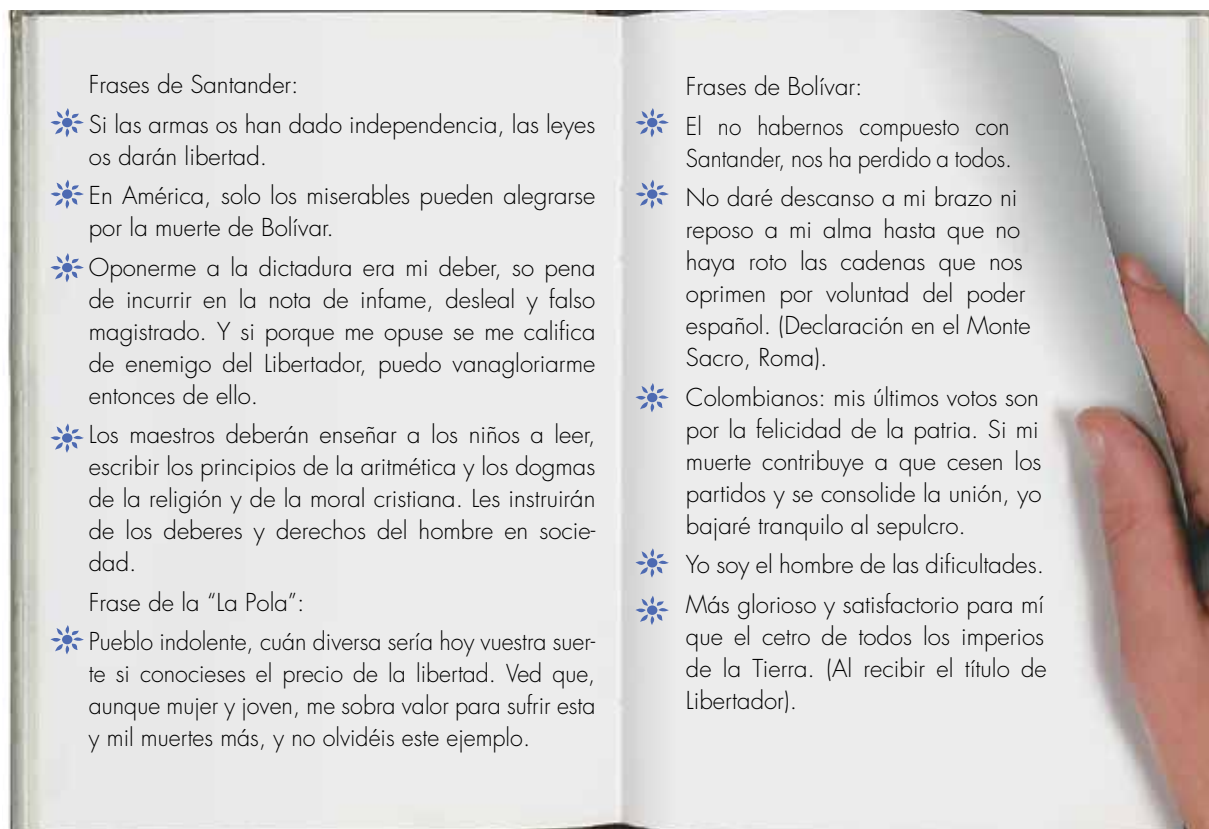 Frases de Santander:
Si las armas os han dado independencia, las leyes
os darán libertad.
En América, solo los miserables pueden alegrarse
por la muerte de Bolívar.
Oponerme a la dictadura era mi deber, so pena
de incurrir en la nota de infame, desleal y falso
magistrado. Y si porque me opuse se me califica
de enemigo del Libertador, puedo vanagloriarme
entonces de ello.
Los maestros deberán enseñar a los niños a leer,
escribir los principios de la aritmética y los dogmas
de la religión y de la moral cristiana. Les instruirán
de los deberes y derechos del hombre en socie-
dad.
Frase de la “La Pola”:
Pueblo indolente, cuán diversa sería hoy vuestra suer-
te si conocieses el precio de la libertad. Ved que,
aunque mujer y joven, me sobra valor para sufrir esta
y mil muertes más, y no olvidéis este ejemplo.
Frases de Bolívar:
El no habernos compuesto con
Santander, nos ha perdido a todos.
No daré descanso a mi brazo ni
reposo a mi alma hasta que no
haya roto las cadenas que nos
oprimen por voluntad del poder
español. (Declaración en el Monte
Sacro, Roma).
Colombianos: mis últimos votos son
por la felicidad de la patria. Si mi
muerte contribuye a que cesen los
partidos y se consolide la unión, yo
bajaré tranquilo al sepulcro.
Yo soy el hombre de las dificultades.
Más glorioso y satisfactorio para mí
que el cetro de todos los imperios
de la Tierra. (Al recibir el título de
Libertador).